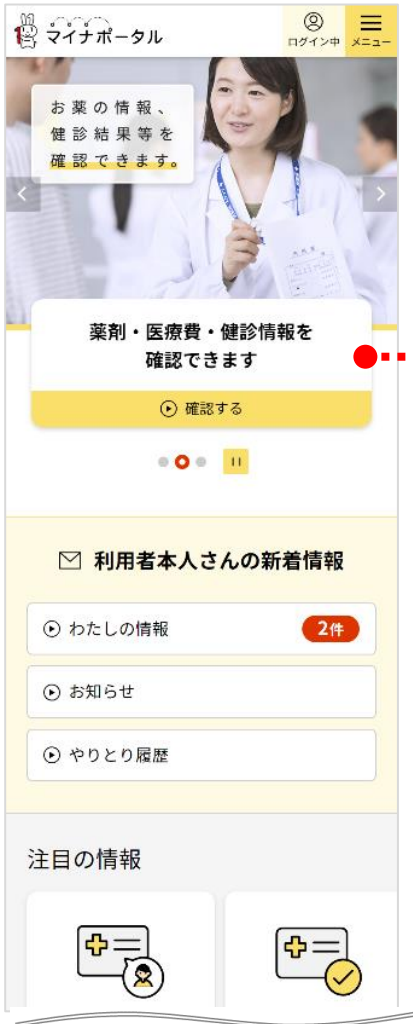 マイナポータル
ログイン中
メニュー
お薬の情報、
健診結果等を
確認できます。
薬剤・医療費・健診情報を
確認できます
確認する
利用者本人さんの新着情報
わたしの情報
2件
お知らせ
やりとり履歴
注目の情報